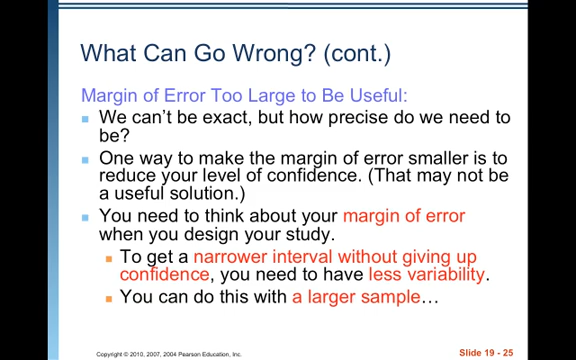 What Can Go Wrong? (cont.)
Margin of Error Too Large to Be Useful:
We can't be exact, but how precise do we need to
be?
One way to make the margin of error smaller is to
reduce your level of confidence. (That may not be
a useful solution.)
You need to think about your margin of error
when you design your study.
To get a narrower interval without giving up
confidence, you need to have less variability.
You can do this with a larger sample…
Copyright © 2010, 2007, 2004 Pearson Education, Inc.
Slide 19 - 25